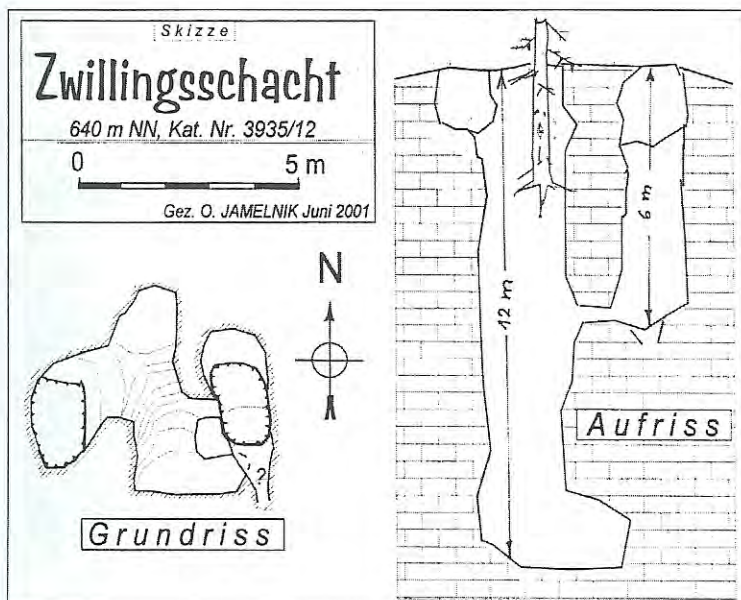 Skizze
Zwillingsschacht
640 m NN, Kat. Nr. 3935/12
0 5 m
Gez. O. JAMELNIK Juni 2001
N
?
Grundriss
12 m
6 m
Aufriss